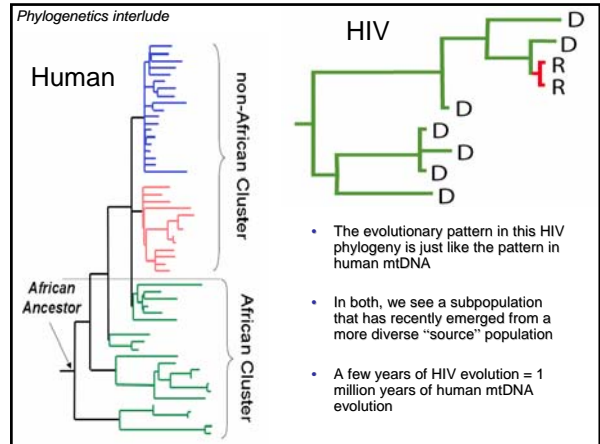 Phylogenetics interlude
Human
non-African Cluster
African
Ancestor
African Cluster
HIV
D
D
R
R
D
D
D
D
D
• The evolutionary pattern in this HIV
phylogeny is just like the pattern in
human mtDNA
• In both, we see a subpopulation
that has recently emerged from a
more diverse “source” population
• A few years of HIV evolution = 1
million years of human mtDNA
evolution